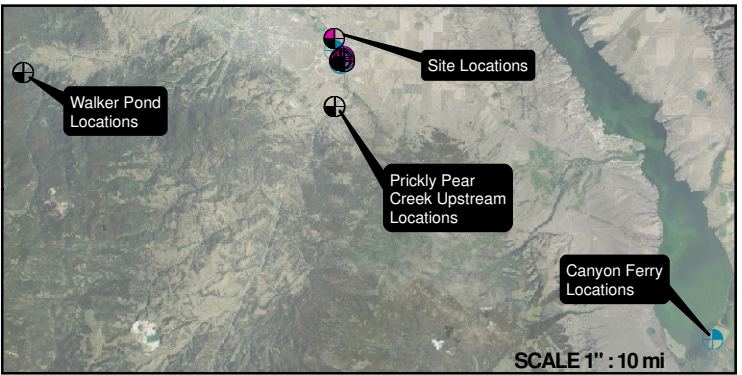 Site Locations
Walker Pond
Locations
Prickly Pear
Creek Upstream
Locations
Canyon Ferry
Locations
SCALE 1" : 10 mi